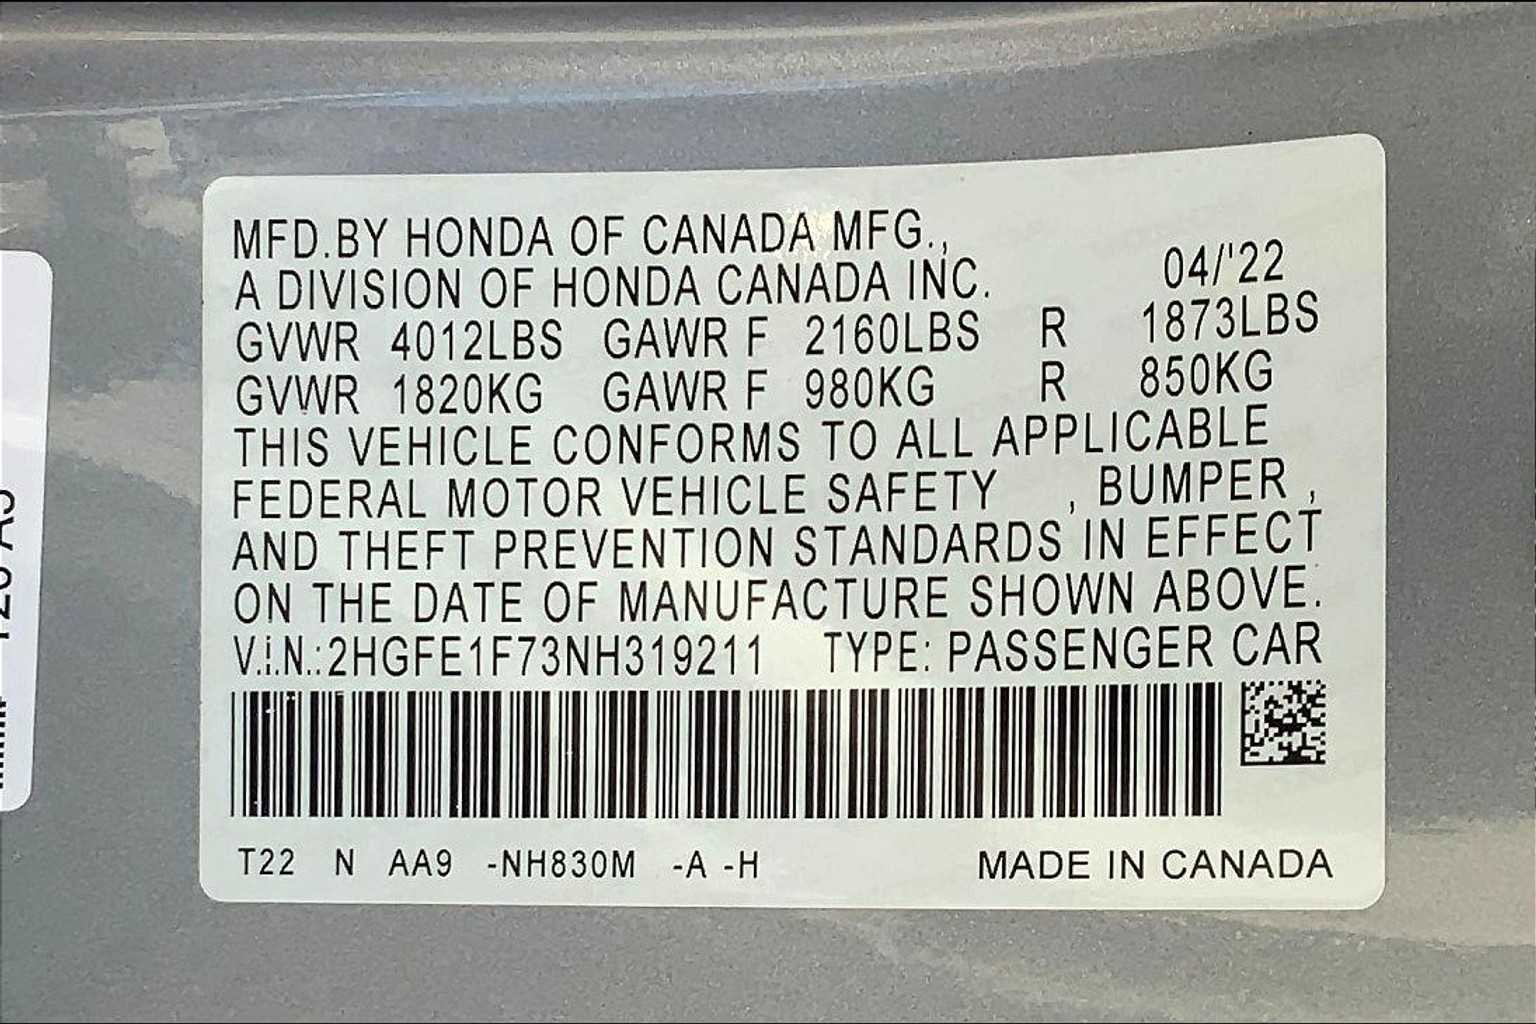 MFD.BY HONDA OF CANADA MFG.,
A DIVISION OF HONDA CANADA INC. 04/'22
GVWR 4012LBS GAWR F 2160LBS R 1873LBS
GVWR 1820KG GAWR F 980KG R 850KG
THIS VEHICLE CONFORMS TO ALL APPLICABLE
FEDERAL MOTOR VEHICLE SAFETY , BUMPER ,
AND THEFT PREVENTION STANDARDS IN EFFECT
ON THE DATE OF MANUFACTURE SHOWN ABOVE.
V.i.N.:2HGFE1F73NH319211 TYPE: PASSENGER CAR
T22 N AA9 -NH830M -A -H MADE IN CANADA